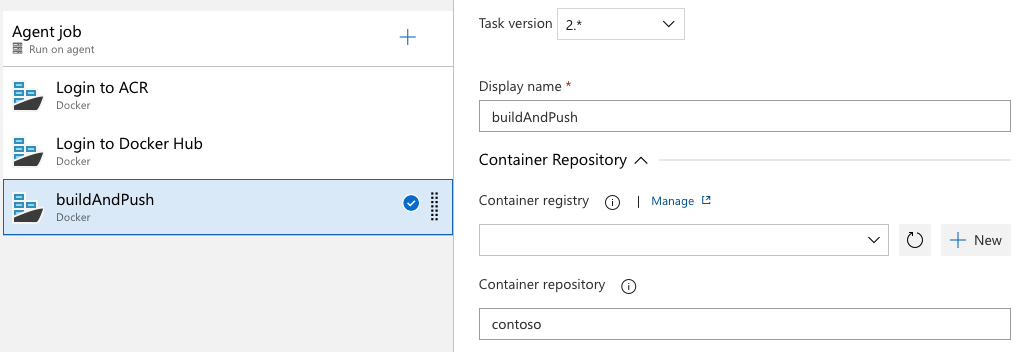 Agent job
Run on agent
Login to ACR
Docker
Login to Docker Hub
Docker
buildAndPush
Docker
Task version
2.*
Display name *
buildAndPush
Container Repository
Container registry | Manage
New
Container repository
contoso